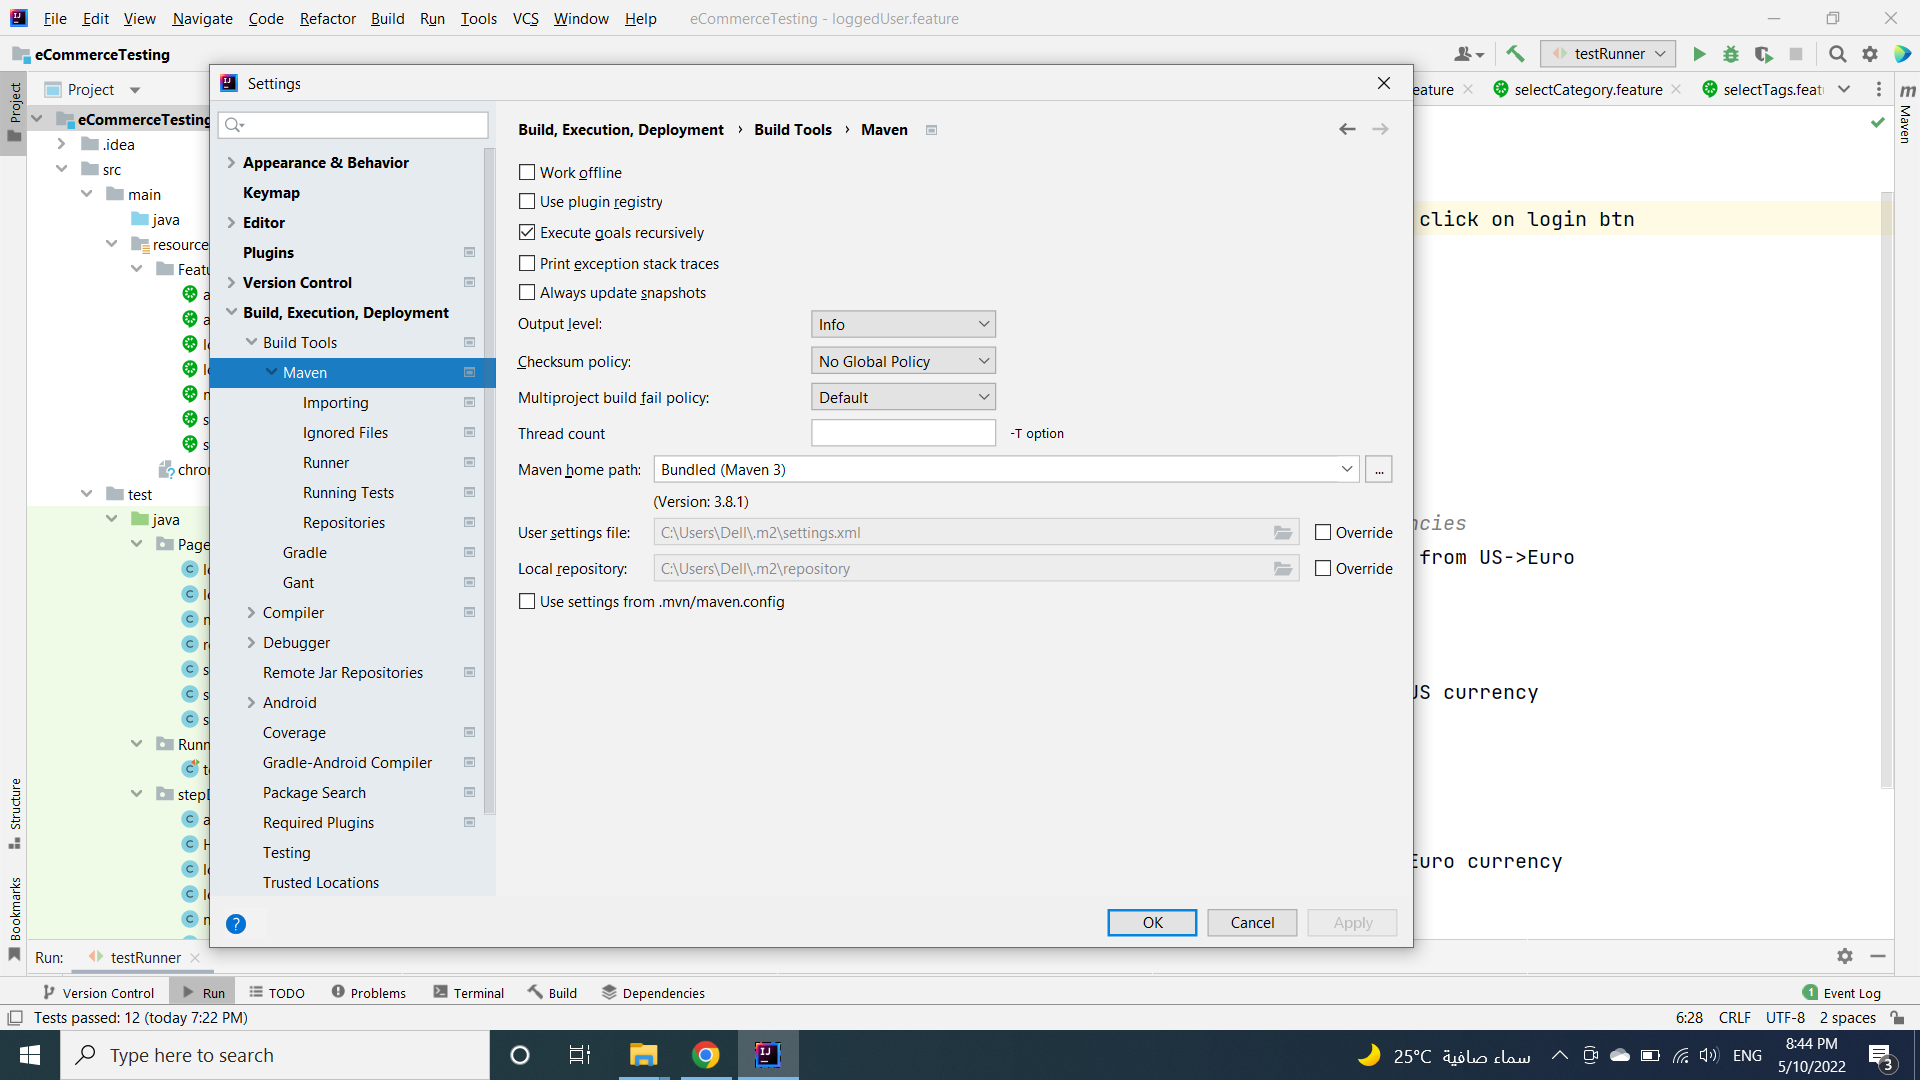 File Edit View Navigate Code Refactor Build Run Tools VCS Window Help eCommerceTesting - loggedUser.feature
eCommerceTesting
testRunner
Project
eature
selectCategory.feature
selectTags.feat
Project
Maven
eCommerceTesting
.idea
src
main
java
resource
Featu
chro
test
java
Page
Runn
Structure
Bookmarks
Settings
Appearance & Behavior
Keymap
Editor
Plugins
Version Control
Build, Execution, Deployment
Build Tools
Maven
Importing
Ignored Files
Runner
Running Tests
Repositories
Gradle
Gant
Compiler
Debugger
Remote Jar Repositories
Android
Coverage
Gradle-Android Compiler
Package Search
Required Plugins
Testing
Trusted Locations
Build, Execution, Deployment › Build Tools › Maven
Work offline
Use plugin registry
Execute goals recursively
Print exception stack traces
Always update snapshots
Output level: Info
Checksum policy: No Global Policy
Multiproject build fail policy: Default
Thread count -T option
Maven home path: Bundled (Maven 3) ...
(Version: 3.8.1)
User settings file: C:\Users\Dell\.m2\settings.xml Override
Local repository: C:\Users\Dell\.m2\repository Override
Use settings from .mvn/maven.config
? OK Cancel Apply
click on login btn
ncies
from US->Euro
US currency
Euro currency
Run: testRunner
Version Control Run TODO Problems Terminal Build Dependencies 1 Event Log
Tests passed: 12 (today 7:22 PM) 6:28 CRLF UTF-8 2 spaces
Type here to search 25°C سماء صافية ENG 8:44 PM
5/10/2022
3